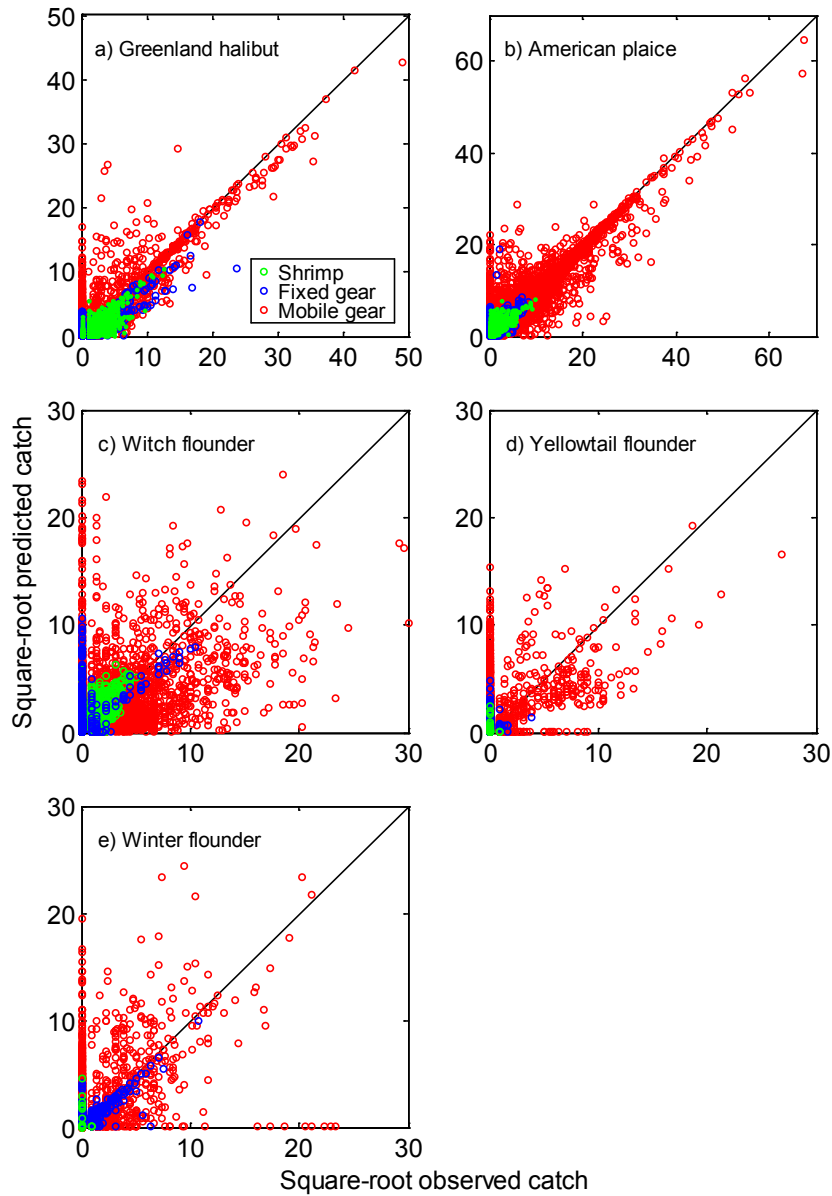 50
a) Greenland halibut
40
30
20
10
0
Shrimp
Fixed gear
Mobile gear
0 10 20 30 40 50
b) American plaice
60
40
20
0
0 20 40 60
Square-root predicted catch
30
c) Witch flounder
20
10
0
0 10 20 30
30
d) Yellowtail flounder
20
10
0
0 10 20 30
30
e) Winter flounder
20
10
0
0 10 20 30
Square-root observed catch